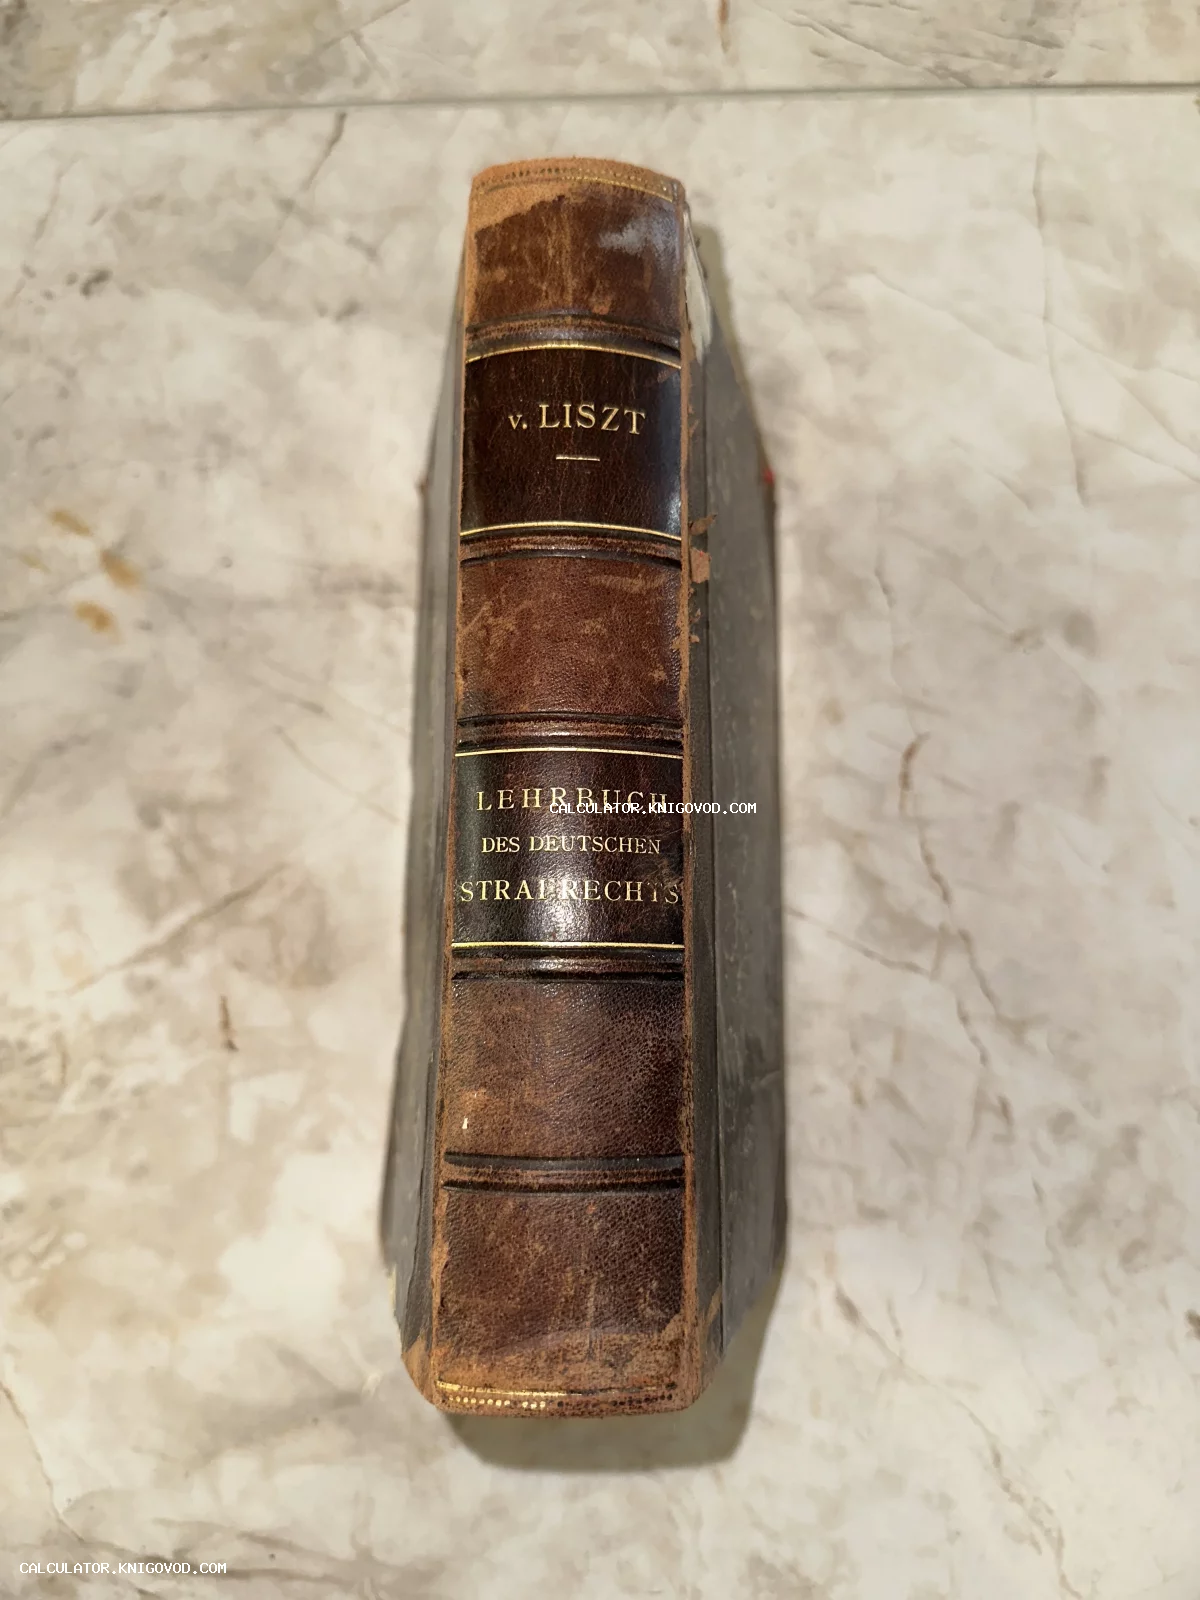 v. LISZT
LEHRBUCH
DES DEUTSCHEN
STRAFRECHTS
CALCULATOR.KNIGOVOD.COM
CALCULATOR.KNIGOVOD.COM